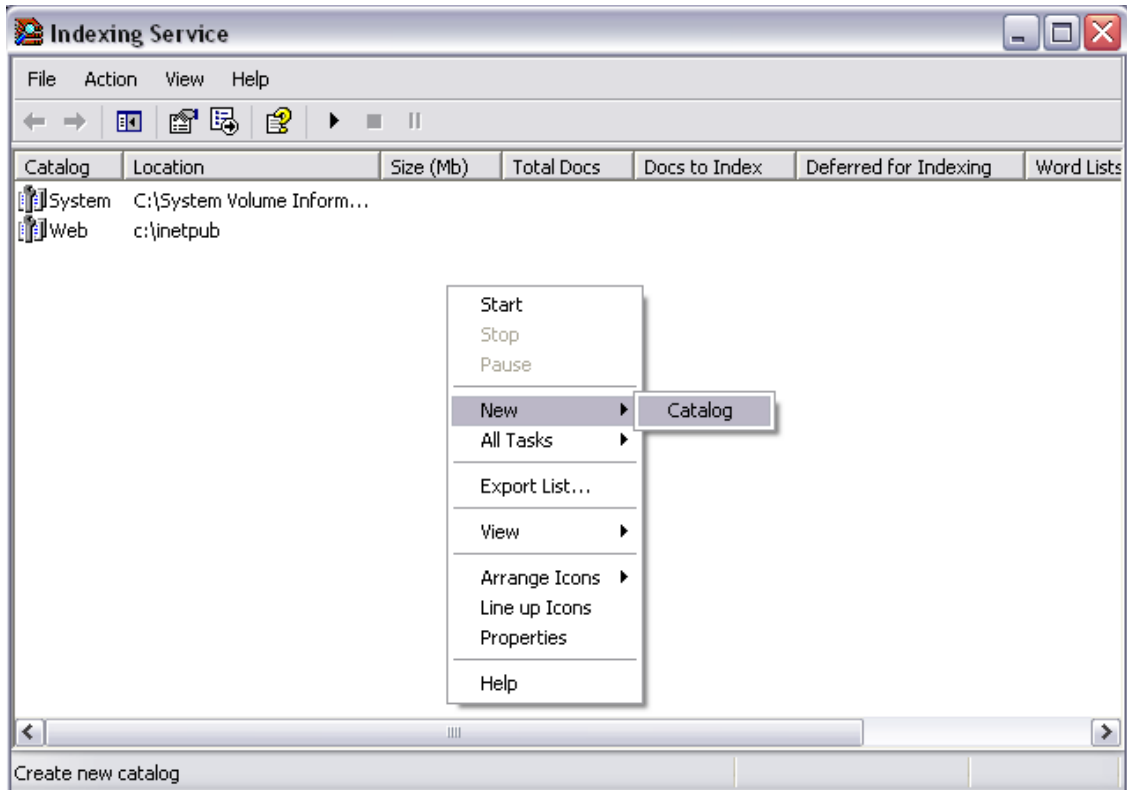 Indexing Service
File Action View Help
Catalog Location Size (Mb) Total Docs Docs to Index Deferred for Indexing Word Lists
System C:\System Volume Inform...
Web c:\inetpub
Start
Stop
Pause
New Catalog
All Tasks
Export List...
View
Arrange Icons
Line up Icons
Properties
Help
Create new catalog